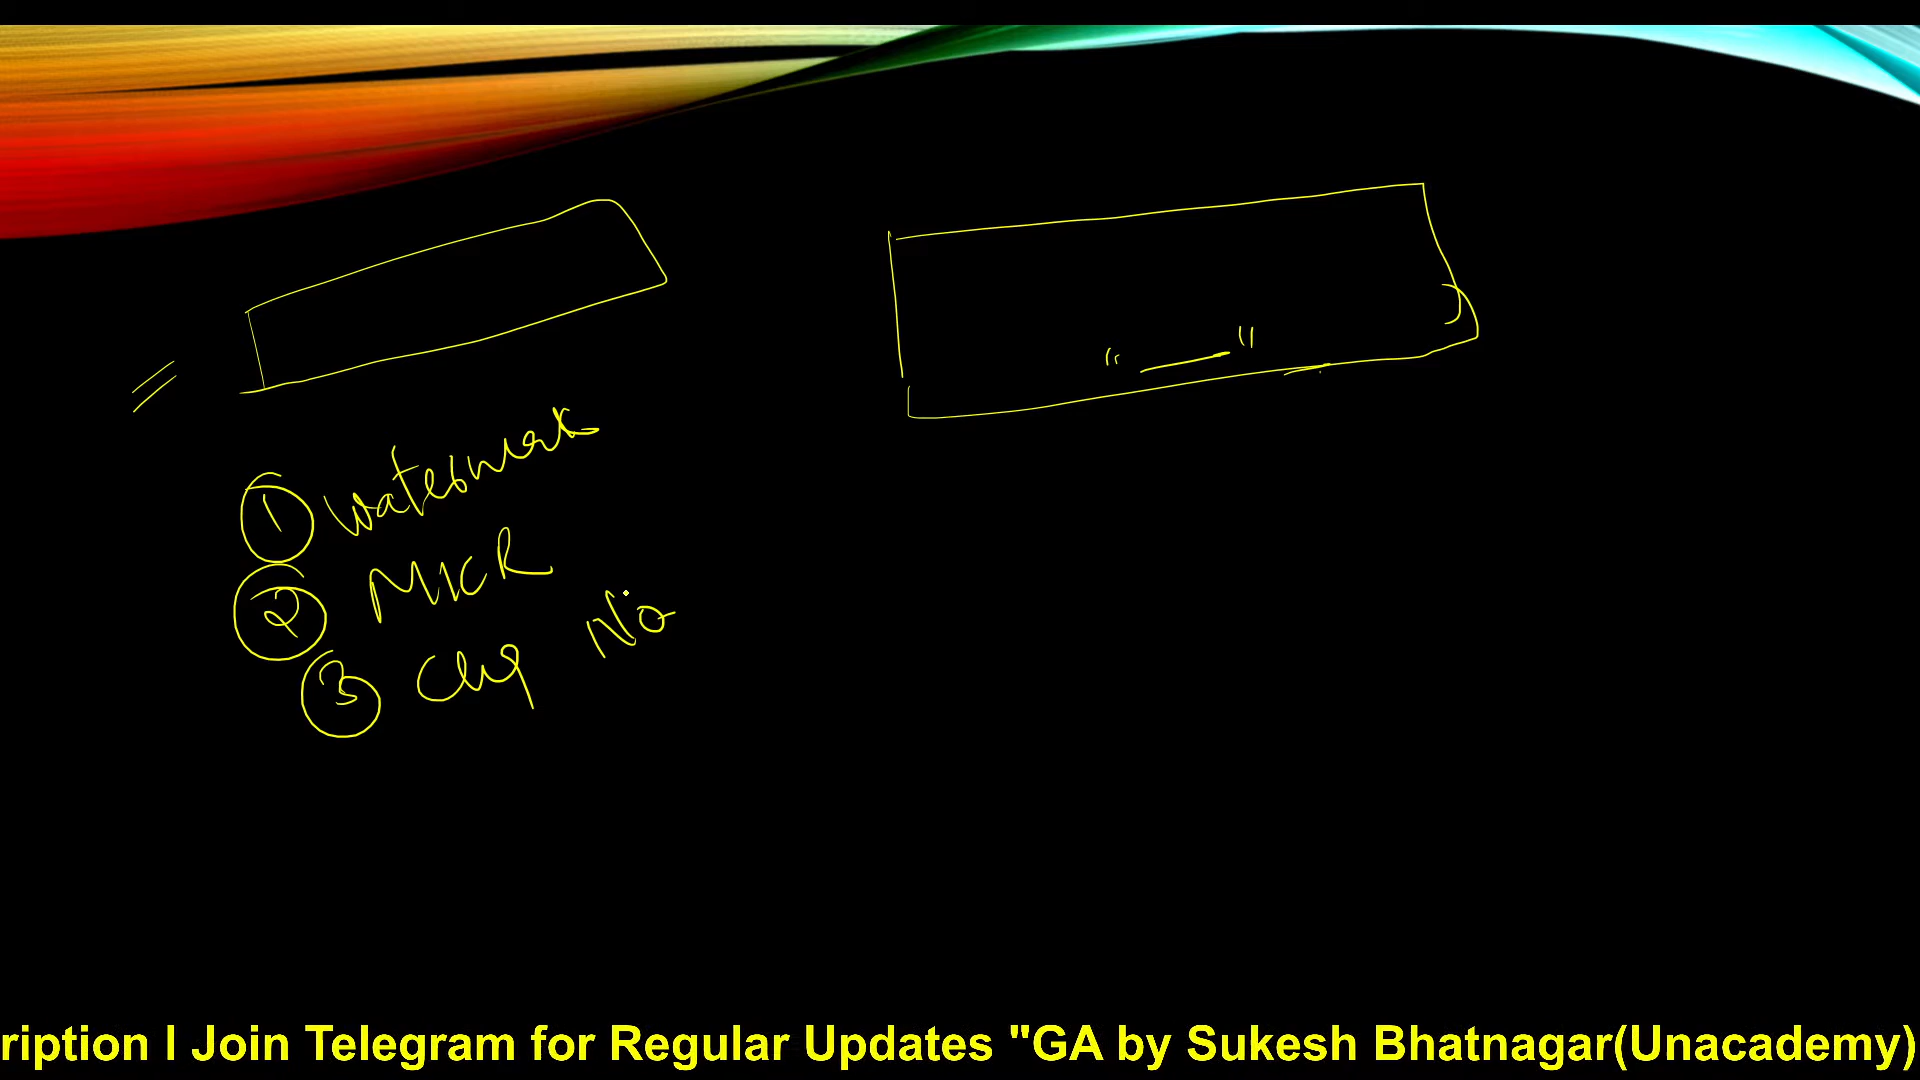 ① Watermark
② MICR
③ Chq No
ription I Join Telegram for Regular Updates "GA by Sukesh Bhatnagar(Unacademy)